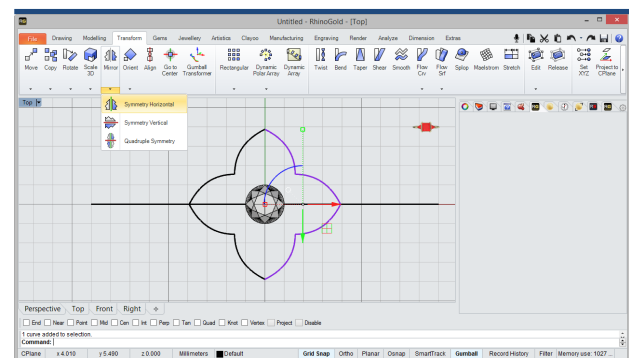 Untitled - RhinoGold - [Top]
File Drawing Modelling Transform Gems Jewellery Artistics Clayoo Manufacturing Engraving Render Analyze Dimension Extras
Move Copy Rotate Scale 3D Mirror Orient Align Go to Center Gumball Transformer Rectangular Dynamic Polar Array Dynamic Array Twist Bend Taper Shear Smooth Flow Crv Flow Srf Splop Maelstrom Stretch Edit Release Set XYZ Project to CPlane
Top
Symmetry Horizontal
Symmetry Vertical
Quadruple Symmetry
Perspective Top Front Right
End Near Point Mid Cen Int Perp Tan Quad Knot Vertex Project Disable
1 curve added to selection.
Command:
CPlane x 4.010 y 5.490 z 0.000 Millimeters Default Grid Snap Ortho Planar Osnap SmartTrack Gumball Record History Filter Memory use: 1027 ...